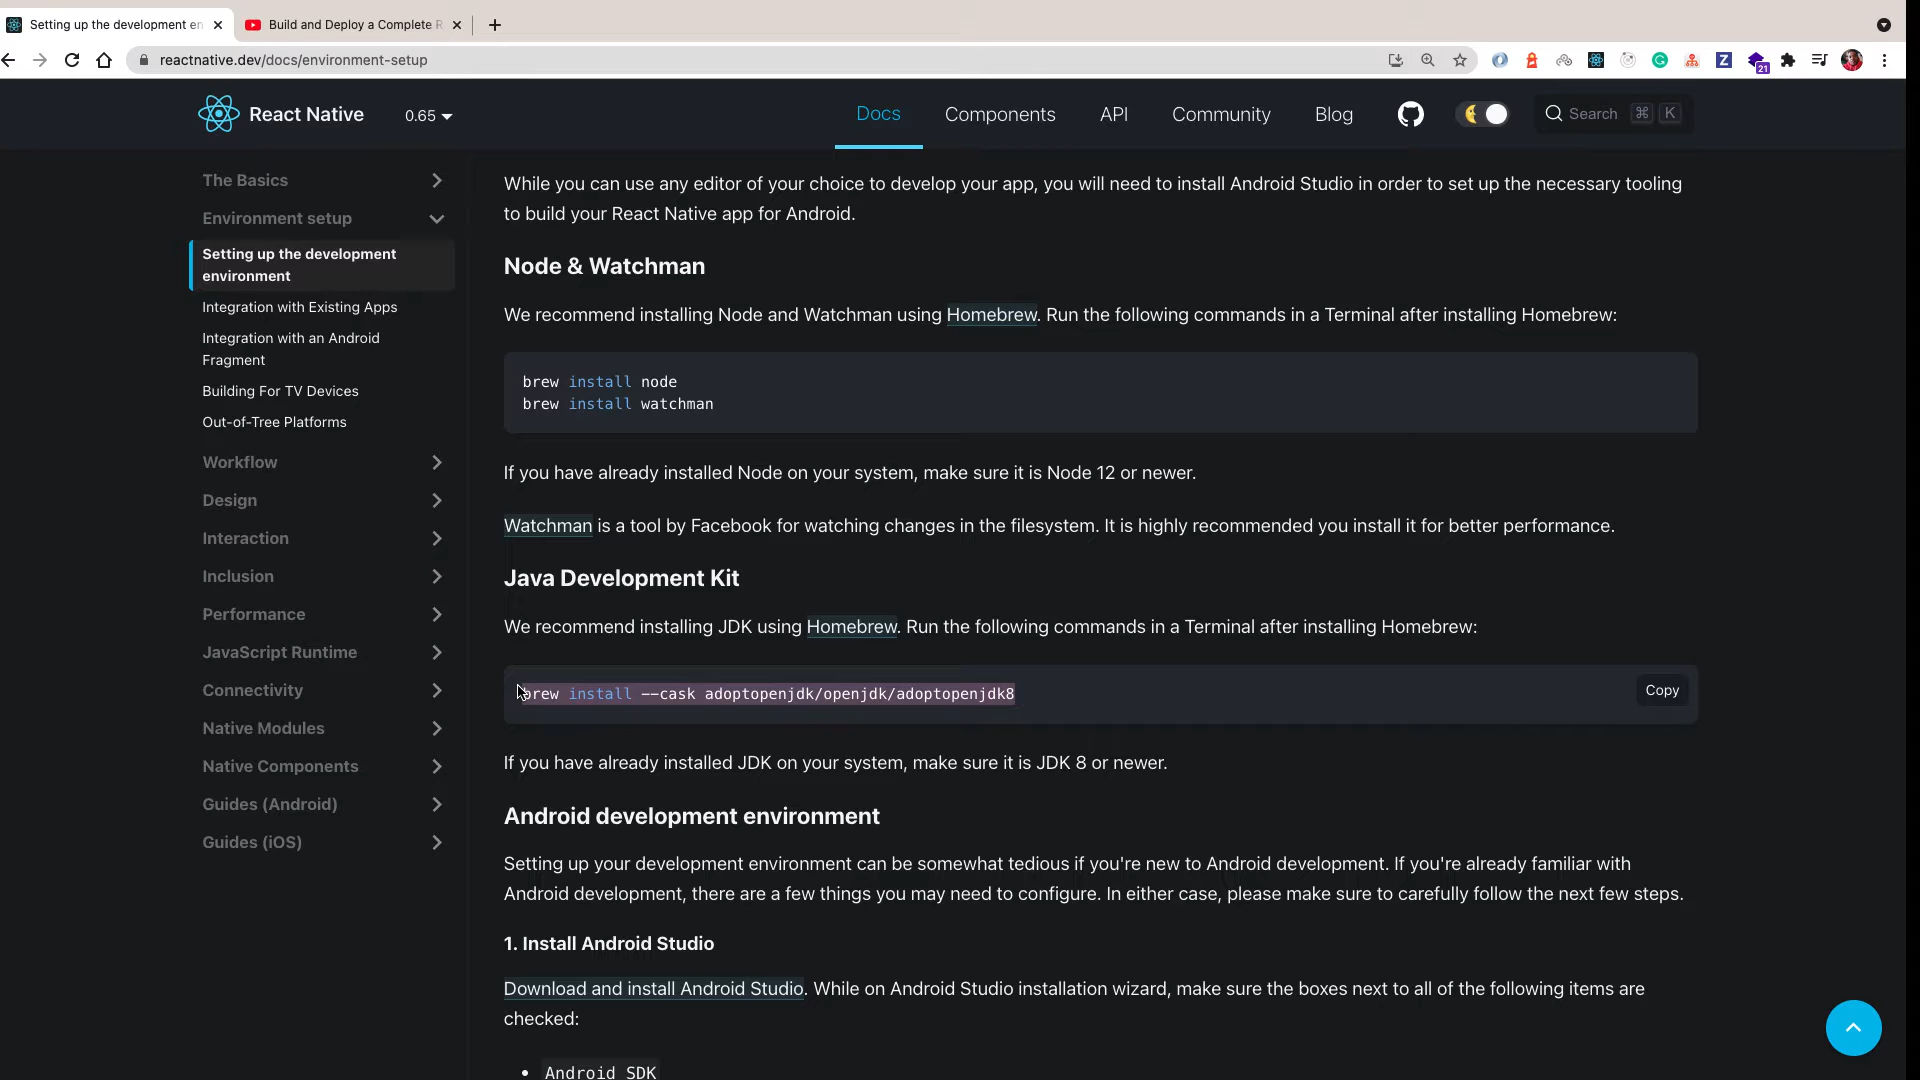 Setting up the development en
Build and Deploy a Complete R
reactnative.dev/docs/environment-setup
21
React Native
0.65
Docs
Components
API
Community
Blog
Search
⌘ K
The Basics
Environment setup
Setting up the development
environment
Integration with Existing Apps
Integration with an Android
Fragment
Building For TV Devices
Out-of-Tree Platforms
Workflow
Design
Interaction
Inclusion
Performance
JavaScript Runtime
Connectivity
Native Modules
Native Components
Guides (Android)
Guides (iOS)
While you can use any editor of your choice to develop your app, you will need to install Android Studio in order to set up the necessary tooling
to build your React Native app for Android.
Node & Watchman
We recommend installing Node and Watchman using Homebrew. Run the following commands in a Terminal after installing Homebrew:
brew install node
brew install watchman
If you have already installed Node on your system, make sure it is Node 12 or newer.
Watchman is a tool by Facebook for watching changes in the filesystem. It is highly recommended you install it for better performance.
Java Development Kit
We recommend installing JDK using Homebrew. Run the following commands in a Terminal after installing Homebrew:
brew install --cask adoptopenjdk/openjdk/adoptopenjdk8
Copy
If you have already installed JDK on your system, make sure it is JDK 8 or newer.
Android development environment
Setting up your development environment can be somewhat tedious if you're new to Android development. If you're already familiar with
Android development, there are a few things you may need to configure. In either case, please make sure to carefully follow the next few steps.
1. Install Android Studio
Download and install Android Studio. While on Android Studio installation wizard, make sure the boxes next to all of the following items are
checked:
• Android SDK